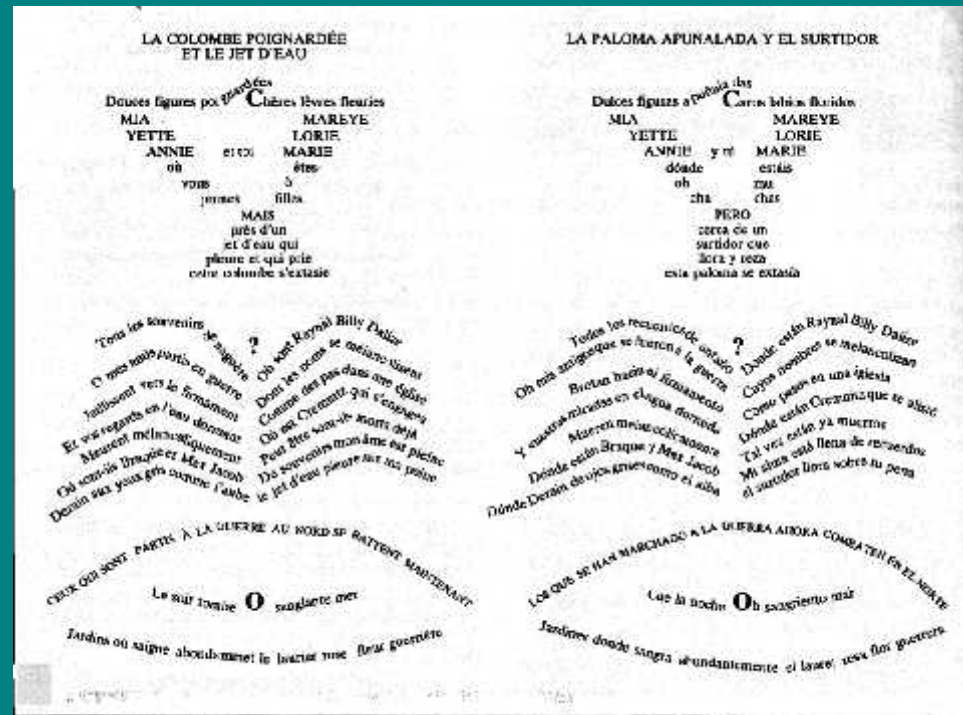 LA COLOMBE POIGNARDÉE
ET LE JET D'EAU
Douces figures poignardées Chères lèvres fleuries
MIA MAREYE
YETTE LORIE
ANNIE et toi MARIE
où êtes-
vous à
jeunes filles
MAIS
près d'un
jet d'eau qui
pleure et qui prie
cette colombe s'extasie
Tous les souvenirs de naguère
O mes amis partis en guerre
Jaillissent vers le firmament
Et vos regards en l'eau dormant
Meurent mélancoliquement
Où sont-ils Braque et Max Jacob
Derain aux yeux gris comme l'aube
?
Où sont Raynal Billy Dalize
Dont les noms se mélancolisent
Comme des pas dans une église
Où est Cremnitz qui s'engagea
Peut être sont-ils morts déjà
De souvenirs mon âme est pleine
le jet d'eau pleure sur ma peine
CEUX QUI SONT PARTIS À LA GUERRE AU NORD SE BATTENT MAINTENANT
Le soir tombe O sanglante mer
Jardins où saigne abondamment le laurier rose fleur guerrière
LA PALOMA APUÑALADA Y EL SURTIDOR
Dulces figuras apuñaladas Caros labios floridos
MIA MAREYE
YETTE LORIE
ANNIE y tú MARIE
dónde estáis
oh mu
cha chas
PERO
cerca de un
surtidor que
llora y reza
esta paloma se extasía
Todos los recuerdos de antaño
Oh mis amigos que se fueron a la guerra
Brotan hacia el firmamento
Y vuestras miradas en el agua dormida
Mueren melancólicamente
Dónde están Braque y Max Jacob
Dónde Derain de ojos grises como el alba
?
Dónde están Raynal Billy Dalize
Cuyos nombres se melancolizan
Como pasos en una iglesia
Dónde están Cremnitz que se alistó
Tal vez están ya muertos
Mi alma está llena de recuerdos
el surtidor llora sobre mi pena
LOS QUE SE HAN MARCHADO A LA GUERRA AHORA COMBATEN EN EL NORTE
Cae la noche Oh sangriento mar
Jardines donde sangra abundantemente el laurel rosa flor guerrera